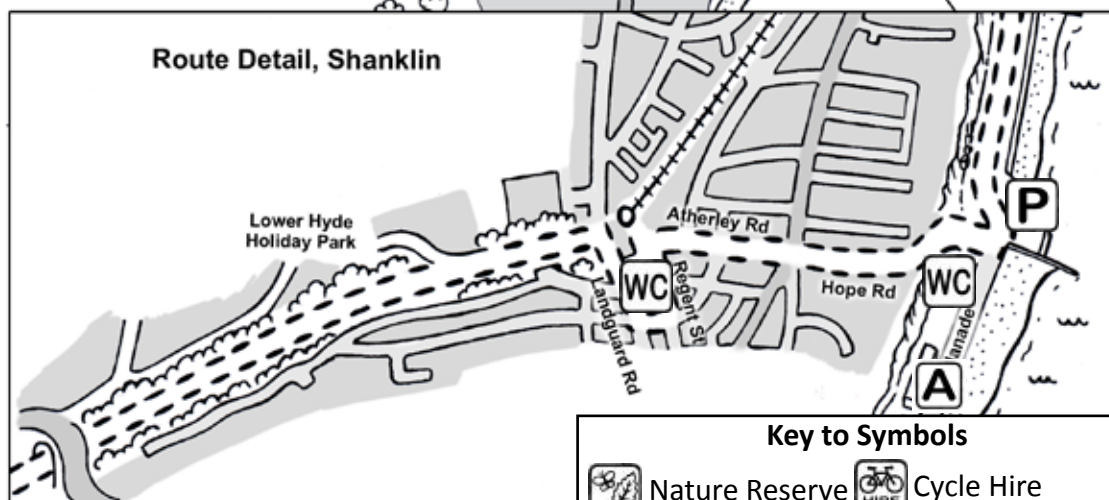 Route Detail, Shanklin
Lower Hyde
Holiday Park
Atherley Rd
P
WC
Regent St
Hope Rd
WC
Landguard Rd
A
Key to Symbols
Nature Reserve
HIRE
Cycle Hire